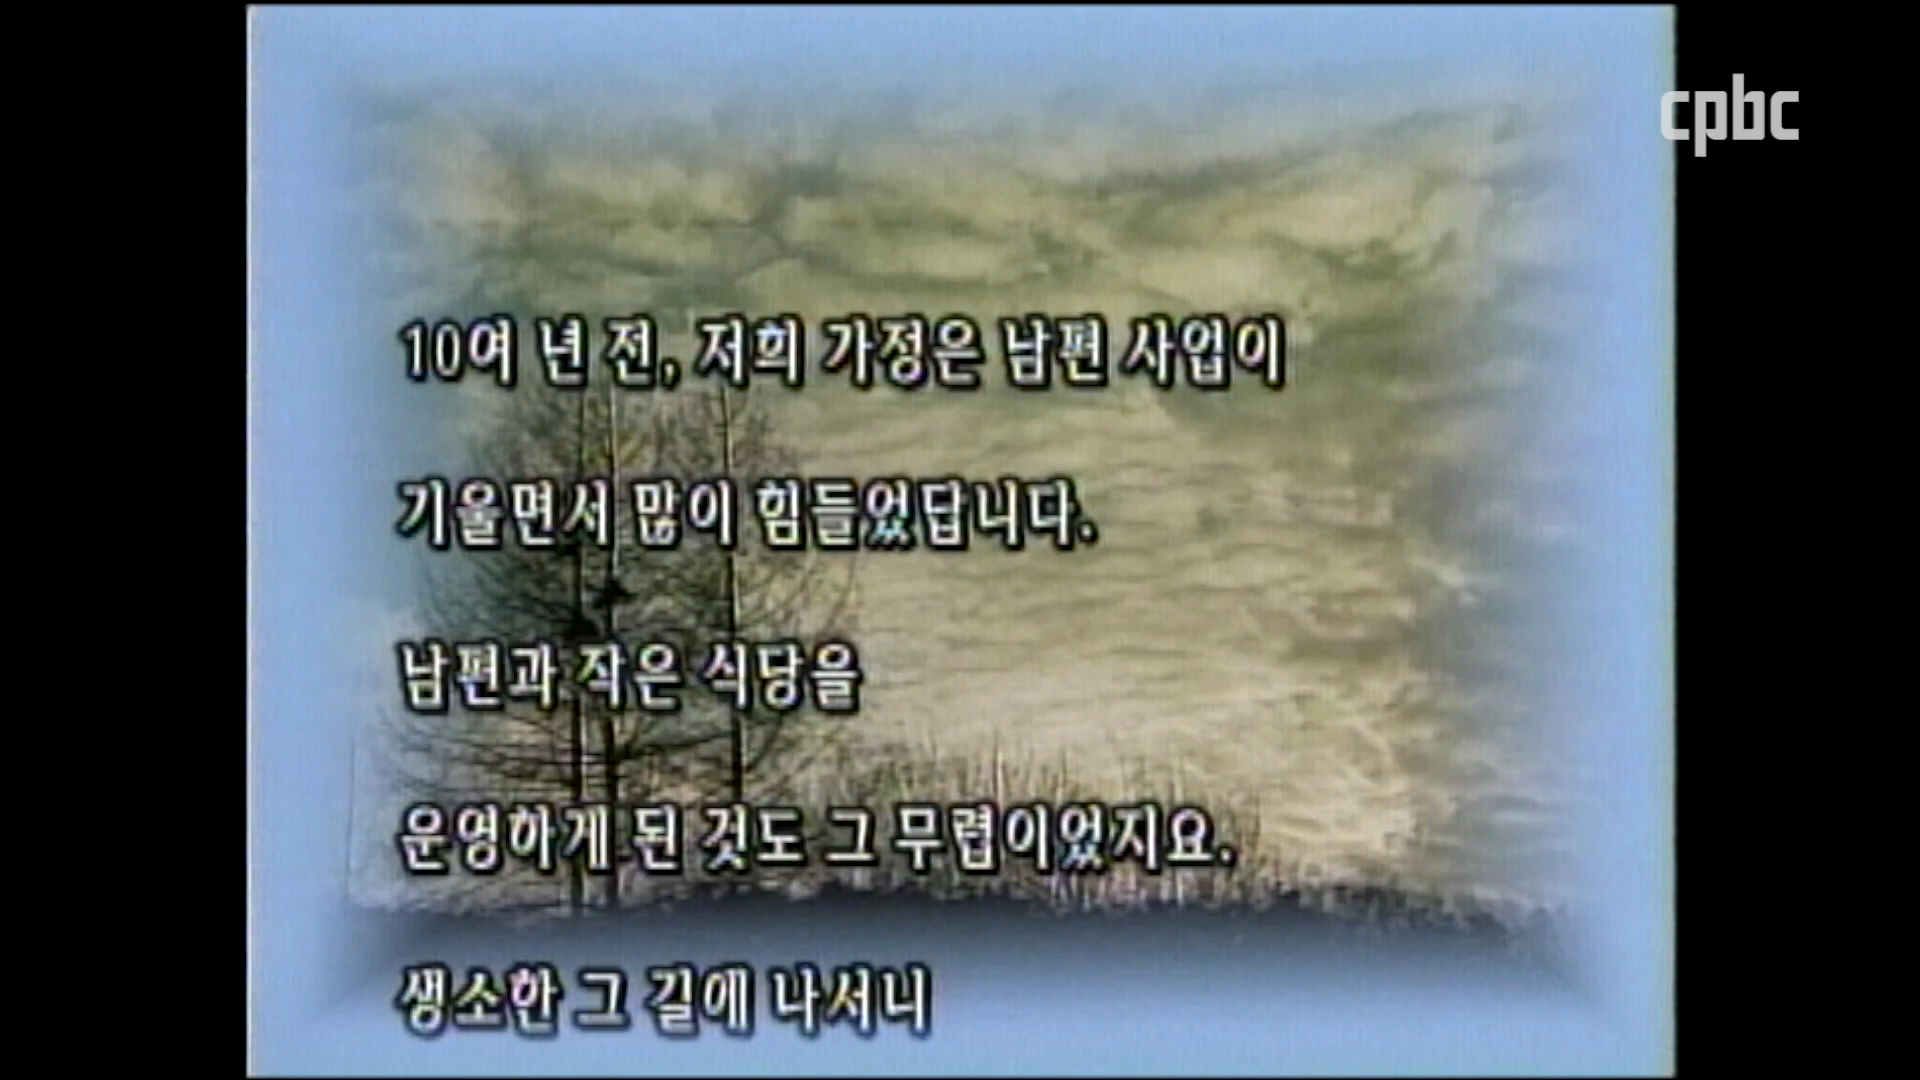 cpbc
10여 년 전, 저희 가정은 남편 사업이
기울면서 많이 힘들었답니다.
남편과 작은 식당을
운영하게 된 것도 그 무렵이었지요.
생소한 그 길에 나서니